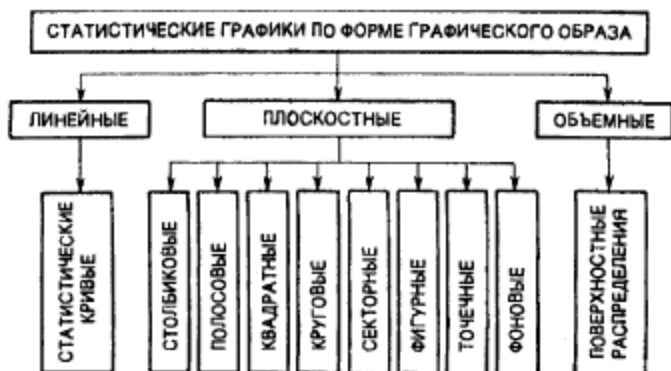 СТАТИСТИЧЕСКИЕ ГРАФИКИ ПО ФОРМЕ ГРАФИЧЕСКОГО ОБРАЗА
ЛИНЕЙНЫЕ
ПЛОСКОСТНЫЕ
ОБЪЕМНЫЕ
СТАТИСТИЧЕСКИЕ
КРИВЫЕ
СТОЛБИКОВЫЕ
ПОЛОСОВЫЕ
КВАДРАТНЫЕ
КРУГОВЫЕ
СЕКТОРНЫЕ
ФИГУРНЫЕ
ТОЧЕЧНЫЕ
ФОНОВЫЕ
ПОВЕРХНОСТНЫЕ
РАСПРЕДЕЛЕНИЯ